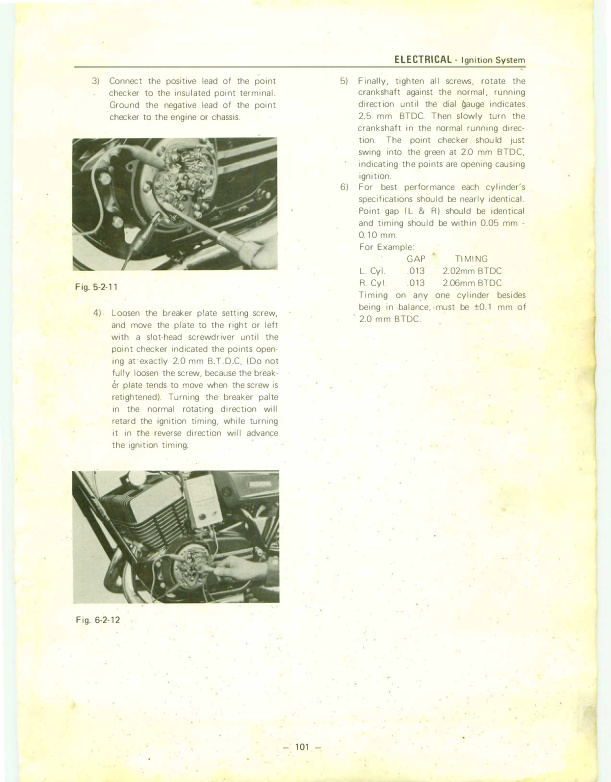 ELECTRICAL - Ignition System
3) Connect the positive lead of the point
checker to the insulated point terminal.
Ground the negative lead of the point
checker to the engine or chassis.
Fig. 5-2-11
4) Loosen the breaker plate setting screw,
and move the plate to the right or left
with a slot-head screwdriver until the
point checker indicated the points open-
ing at exactly 2.0 mm B.T.D.C, (Do not
fully loosen the screw, because the break-
er plate tends to move when the screw is
retightened). Turning the breaker palte
in the normal rotating direction will
retard the ignition timing, while turning
it in the reverse direction will advance
the ignition timing.
Fig. 6-2-12
5) Finally, tighten all screws, rotate the
crankshaft against the normal, running
direction until the dial gauge indicates
2.5 mm BTDC. Then slowly turn the
crankshaft in the normal running direc-
tion. The point checker should just
swing into the green at 2.0 mm BTDC,
indicating the points are opening causing
ignition.
6) For best performance each cylinder's
specifications should be nearly identical.
Point gap (L & R) should be identical
and timing should be within 0.05 mm -
0.10 mm.
For Example:
GAP TIMING
L. Cyl. .013 2.02mm BTDC
R. Cyl. .013 2.06mm BTDC
Timing on any one cylinder besides
being in balance, must be ±0.1 mm of
2.0 mm BTDC.
- 101 -